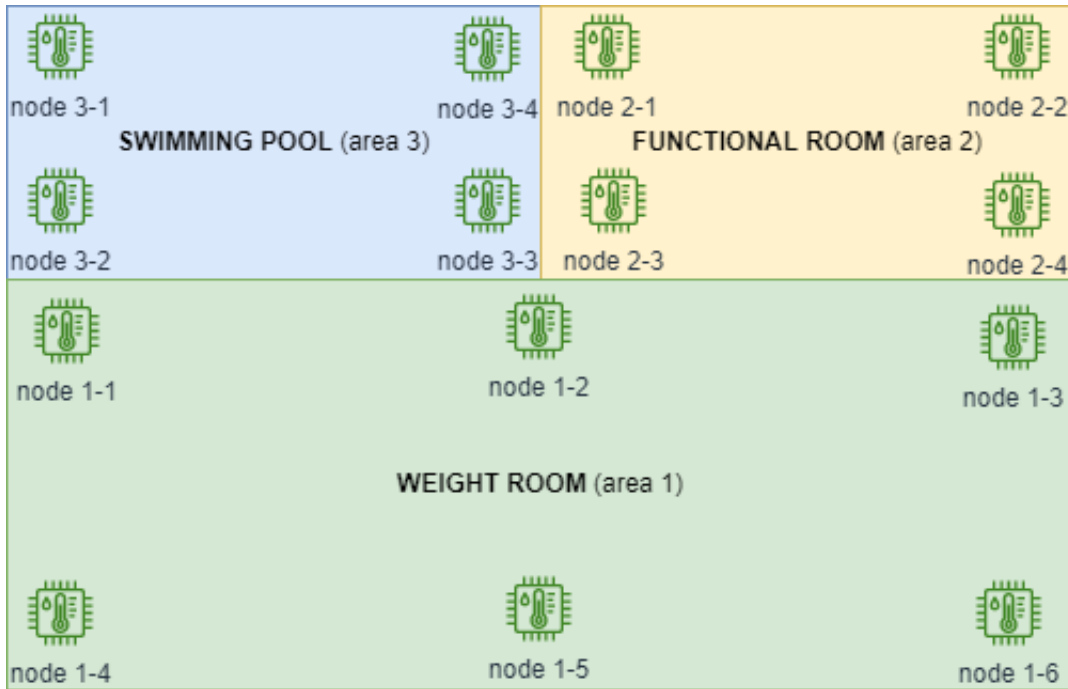 node 3-1
node 3-4
node 2-1
node 2-2
SWIMMING POOL (area 3)
FUNCTIONAL ROOM (area 2)
node 3-2
node 3-3
node 2-3
node 2-4
node 1-1
node 1-2
node 1-3
WEIGHT ROOM (area 1)
node 1-4
node 1-5
node 1-6